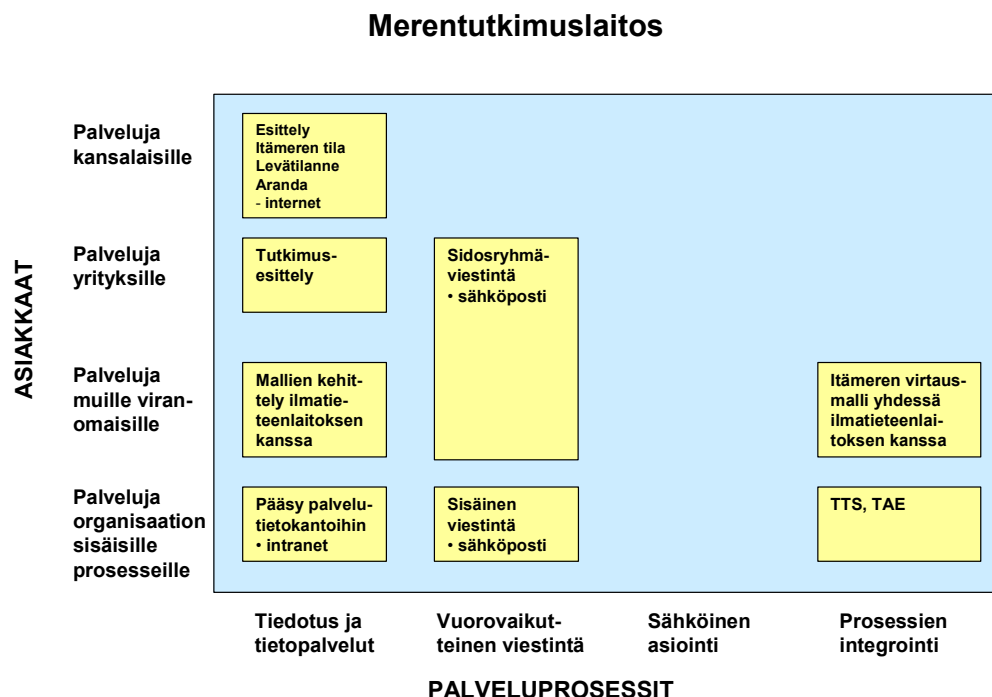 Merentutkimuslaitos
ASIAKKAAT
Palveluja
kansalaisille
Esittely
Itämeren tila
Levätilanne
Aranda
- internet
Palveluja
yrityksille
Tutkimus-
esittely
Sidosryhmä-
viestintä
• sähköposti
Palveluja
muille viran-
omaisille
Mallien kehit-
tely ilmatie-
teenlaitoksen
kanssa
Itämeren virtaus-
malli yhdessä
ilmatieteenlai-
toksen kanssa
Palveluja
organisaation
sisäisille
prosesseille
Pääsy palvelu-
tietokantoihin
• intranet
Sisäinen
viestintä
• sähköposti
TTS, TAE
Tiedotus ja
tietopalvelut
Vuorovaikut-
teinen viestintä
Sähköinen
asiointi
Prosessien
integrointi
PALVELUPROSESSIT